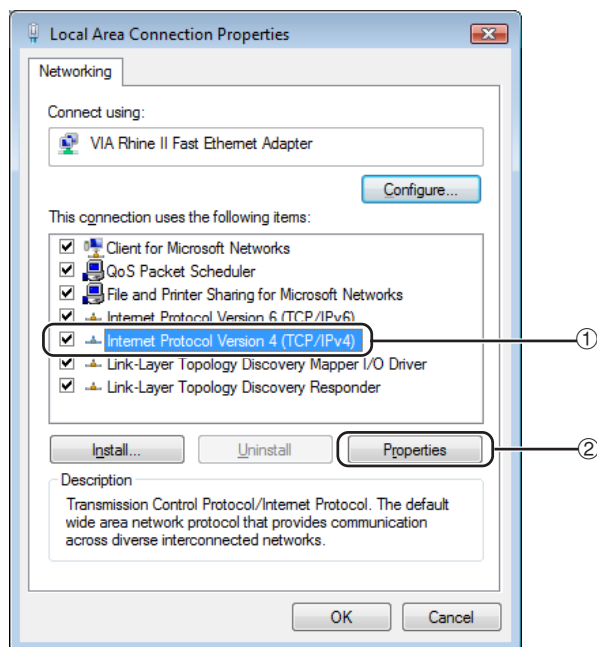 Local Area Connection Properties
Networking
Connect using:
VIA Rhine II Fast Ethernet Adapter
Configure...
This connection uses the following items:
Client for Microsoft Networks
QoS Packet Scheduler
File and Printer Sharing for Microsoft Networks
Internet Protocol Version 6 (TCP/IPv6)
Internet Protocol Version 4 (TCP/IPv4)
①
Link-Layer Topology Discovery Mapper I/O Driver
Link-Layer Topology Discovery Responder
Install...
Uninstall
Properties
②
Description
Transmission Control Protocol/Internet Protocol. The default
wide area network protocol that provides communication
across diverse interconnected networks.
OK
Cancel